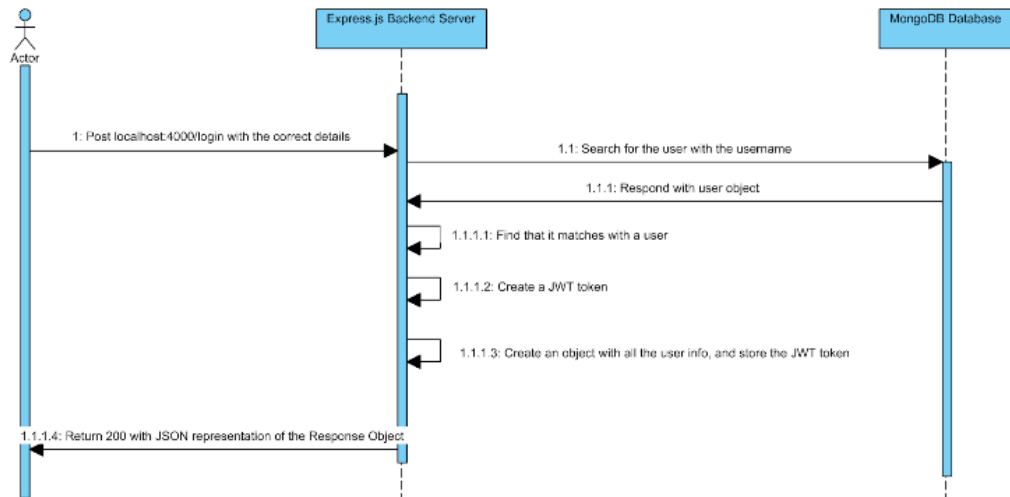 Express.js Backend Server
MongoDB Database
Actor
1: Post localhost:4000/login with the correct details
1.1: Search for the user with the username
1.1.1: Respond with user object
1.1.1.1: Find that it matches with a user
1.1.1.2: Create a JWT token
1.1.1.3: Create an object with all the user info, and store the JWT token
1.1.1.4: Return 200 with JSON representation of the Response Object